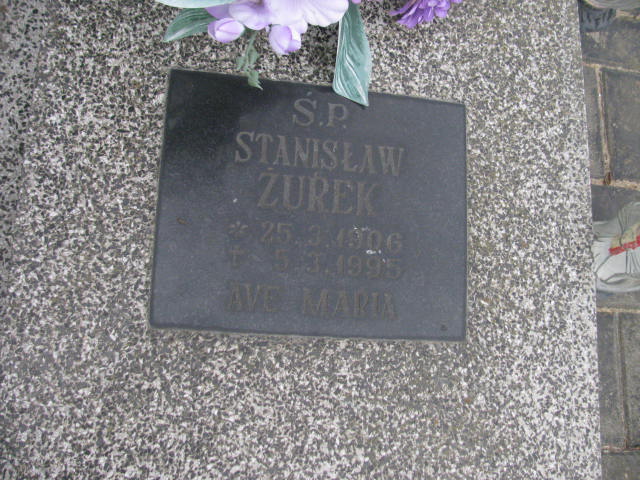 Ś.P.
STANISŁAW
ŻUREK
* 25.3.1906
† 5.3.1995
AVE MARIA